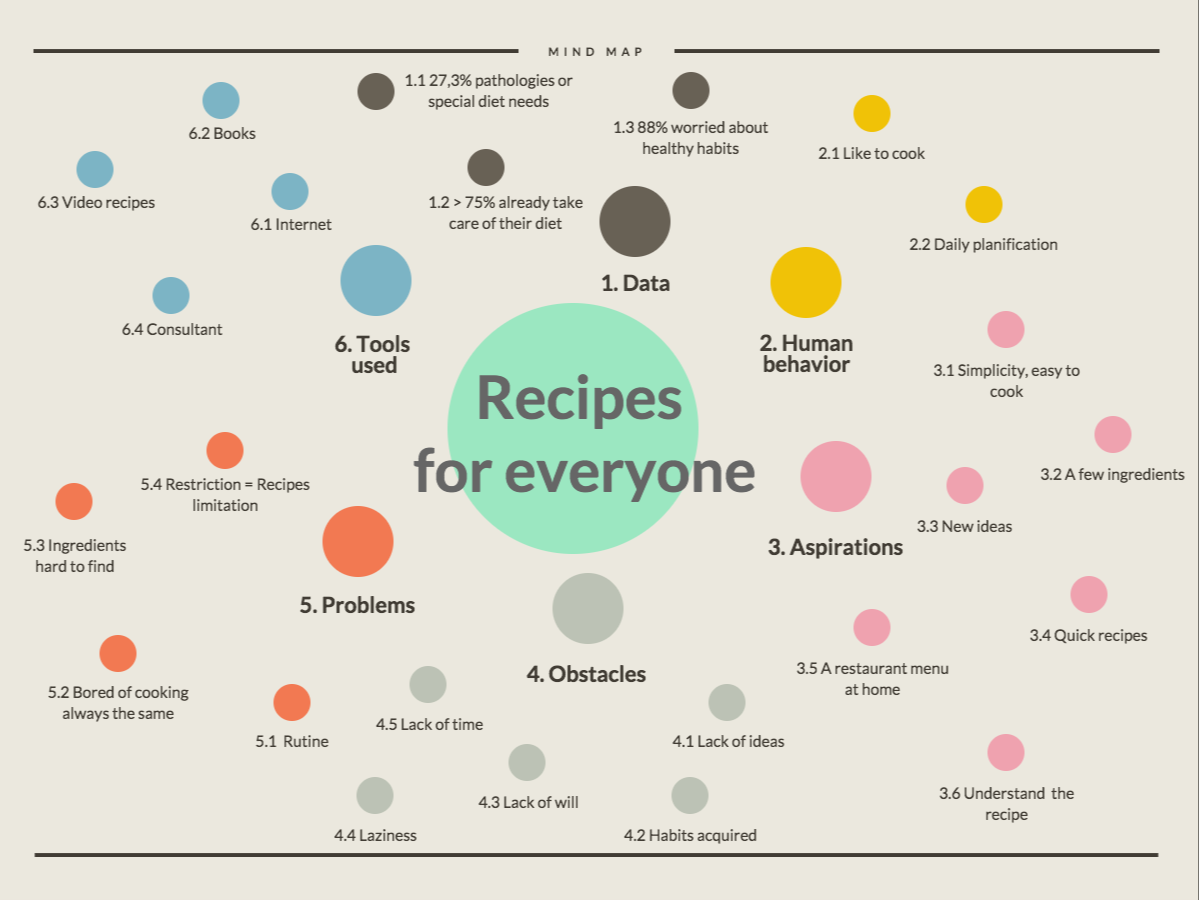 MIND MAP
1.1 27,3% pathologies or
special diet needs
1.2 > 75% already take
care of their diet
1.3 88% worried about
healthy habits
1. Data
2.1 Like to cook
2.2 Daily planification
2. Human
behavior
3.1 Simplicity, easy to
cook
3.2 A few ingredients
3.3 New ideas
3. Aspirations
3.4 Quick recipes
3.5 A restaurant menu
at home
3.6 Understand the
recipe
Recipes
for everyone
4. Obstacles
4.1 Lack of ideas
4.2 Habits acquired
4.3 Lack of will
4.4 Laziness
4.5 Lack of time
5. Problems
5.1 Rutine
5.2 Bored of cooking
always the same
5.3 Ingredients
hard to find
5.4 Restriction = Recipes
limitation
6. Tools
used
6.1 Internet
6.2 Books
6.3 Video recipes
6.4 Consultant